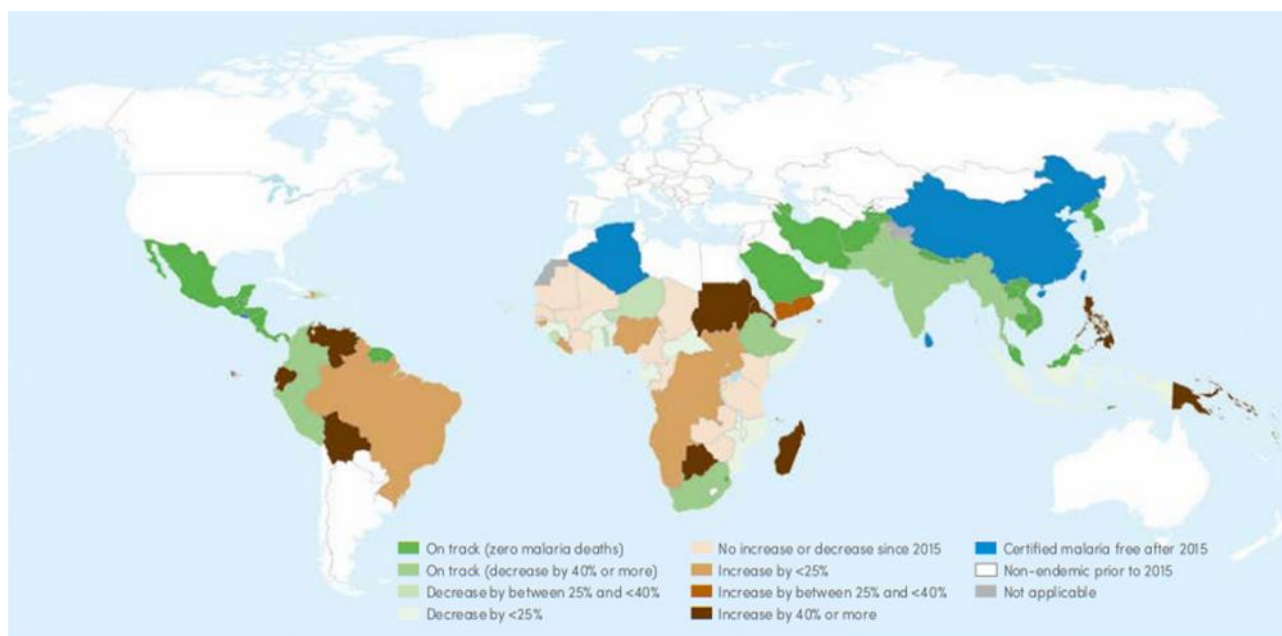 On track (zero malaria deaths)
On track (decrease by 40% or more)
Decrease by between 25% and <40%
Decrease by <25%
No increase or decrease since 2015
Increase by <25%
Increase by between 25% and <40%
Increase by 40% or more
Certified malaria free after 2015
Non-endemic prior to 2015
Not applicable